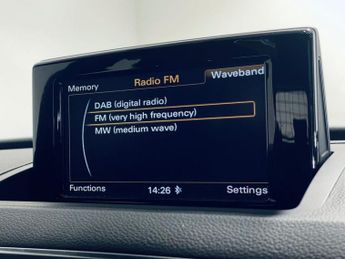 Memory Radio FM Waveband
DAB (digital radio)
FM (very high frequency)
MW (medium wave)
Functions 14:26 Settings